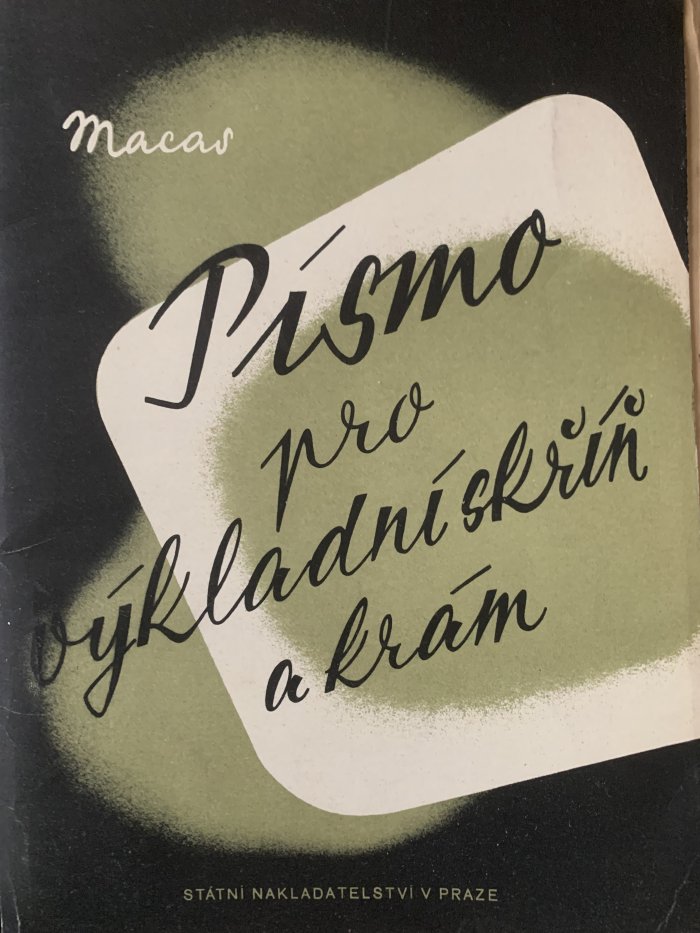 Macas
Písmo
pro
výkladní skříň
a krám
STÁTNÍ NAKLADATELSTVÍ V PRAZE